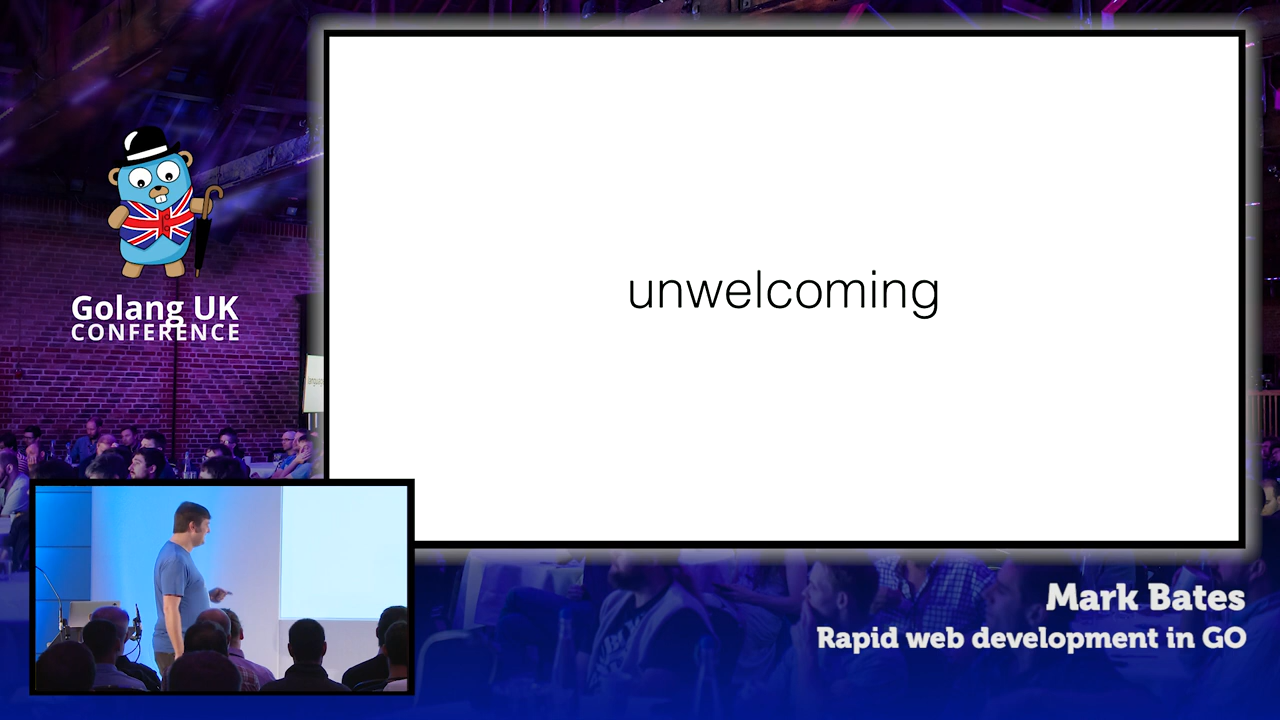 Golang UK
CONFERENCE
unwelcoming
Mark Bates
Rapid web development in GO